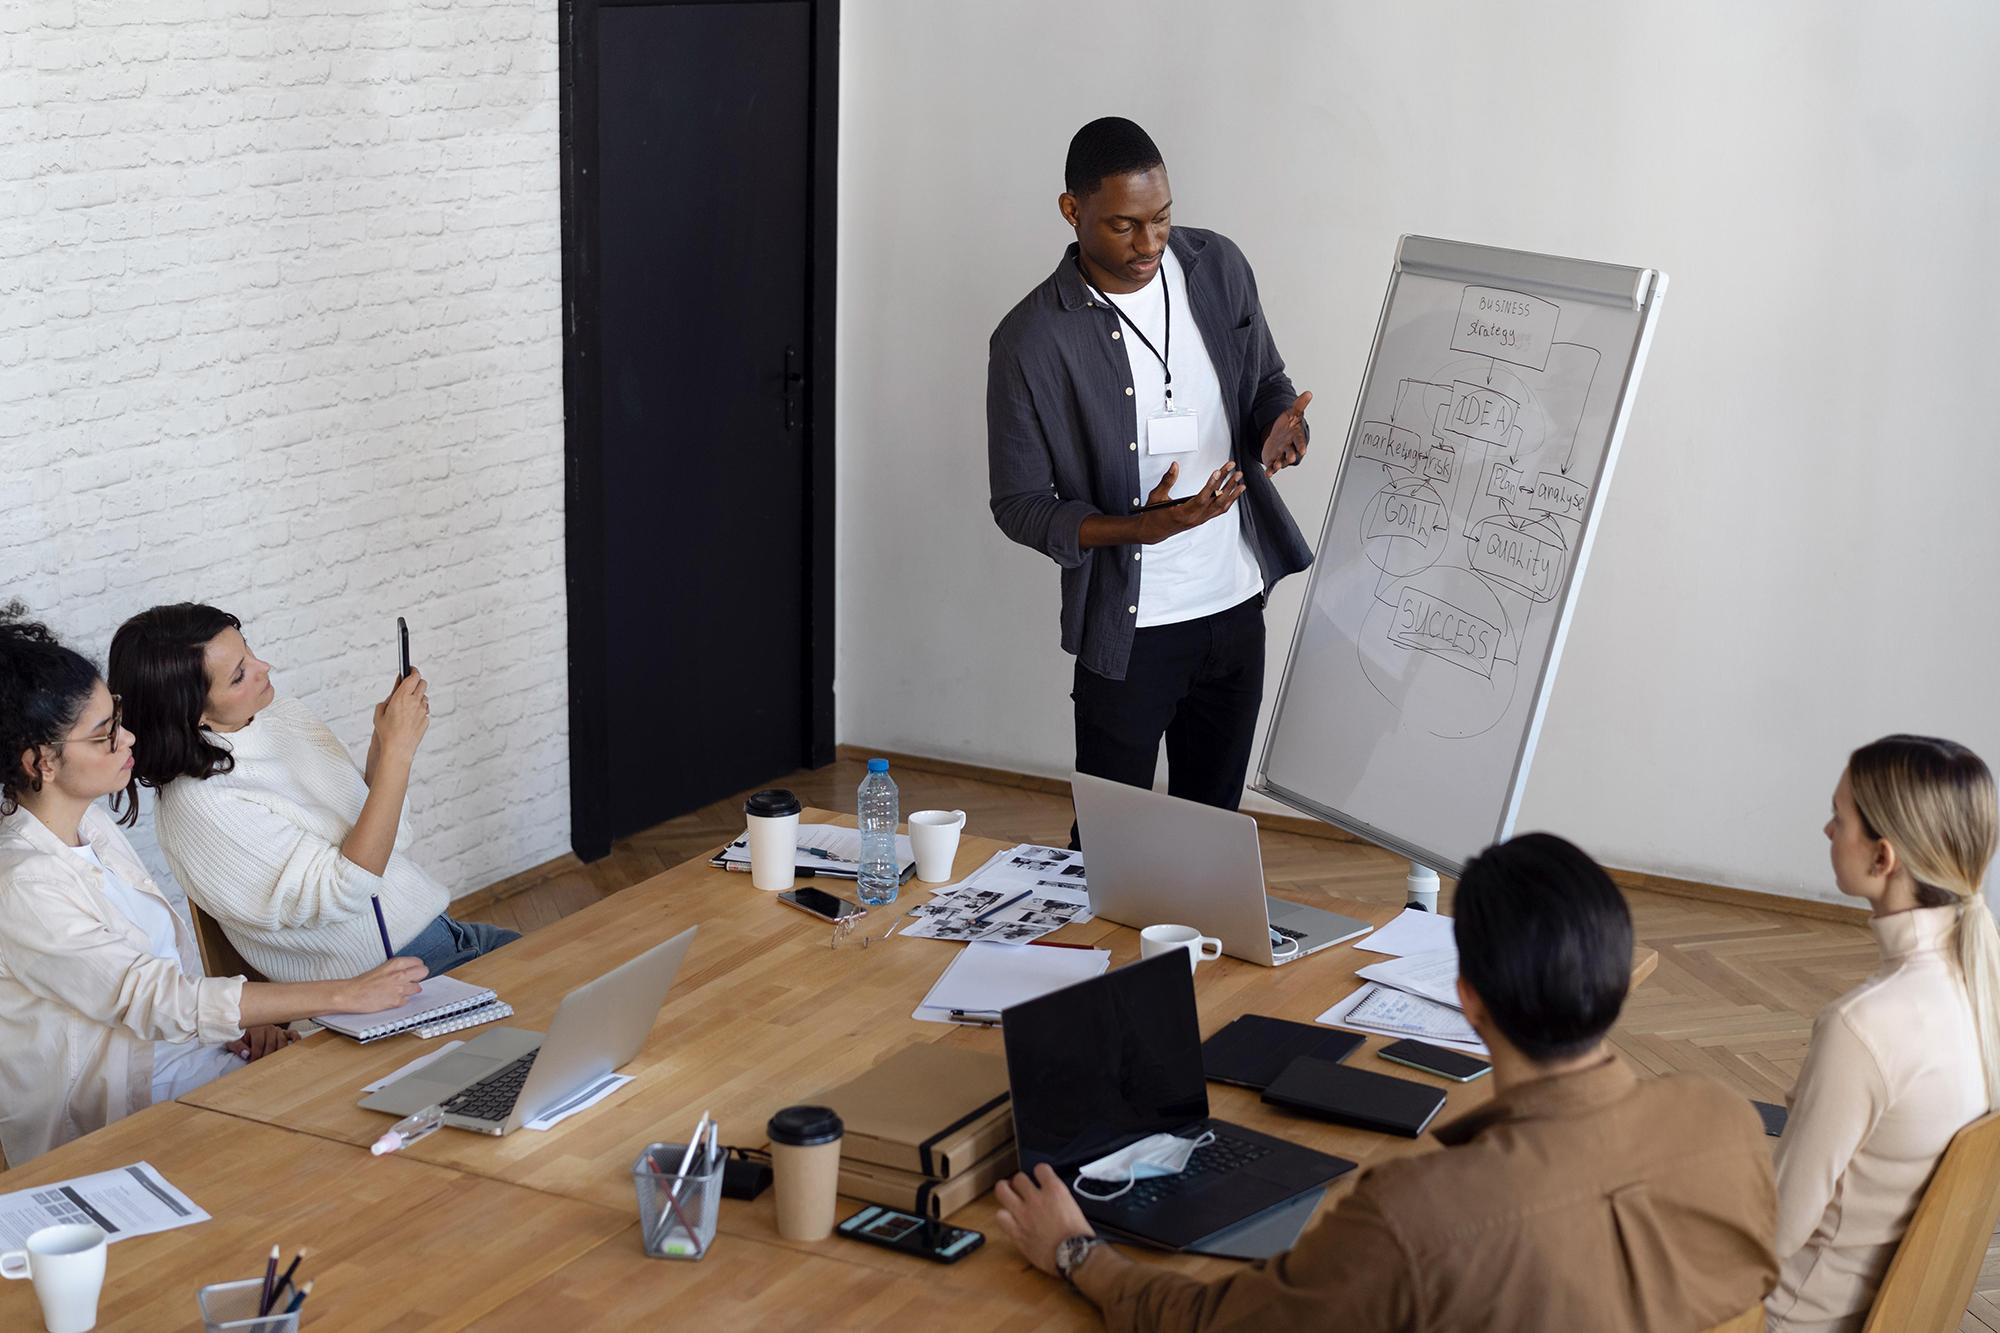 BUSINESS
strategy
IDEA
marketing
risk
Plan
analyse
GOAL
QUALITY
SUCCESS